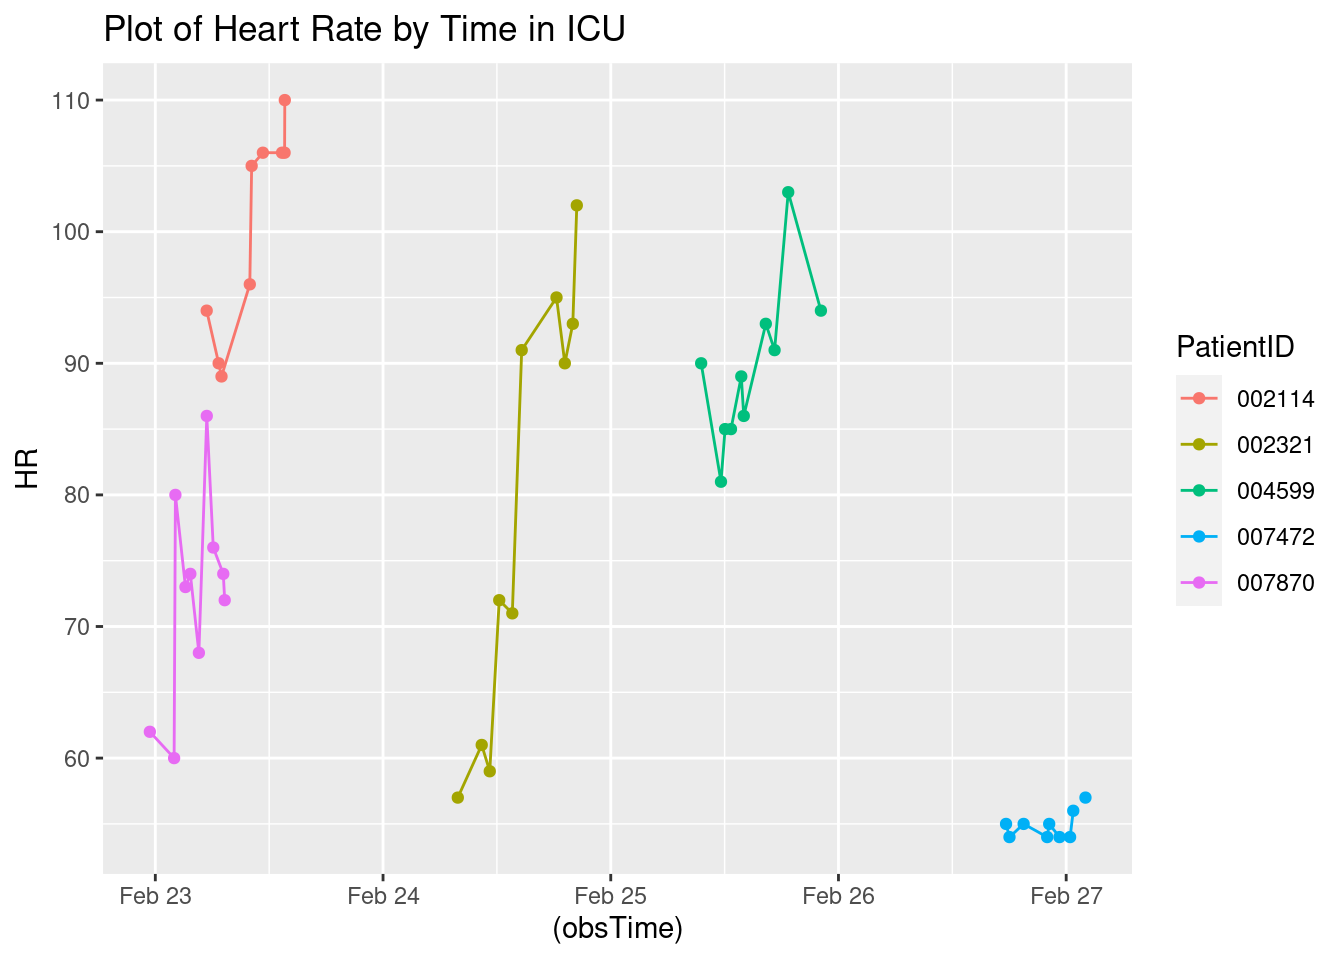 Plot of Heart Rate by Time in ICU
110
100
90
80
70
60
HR
Feb 23
Feb 24
Feb 25
Feb 26
Feb 27
(obsTime)
PatientID
002114
002321
004599
007472
007870